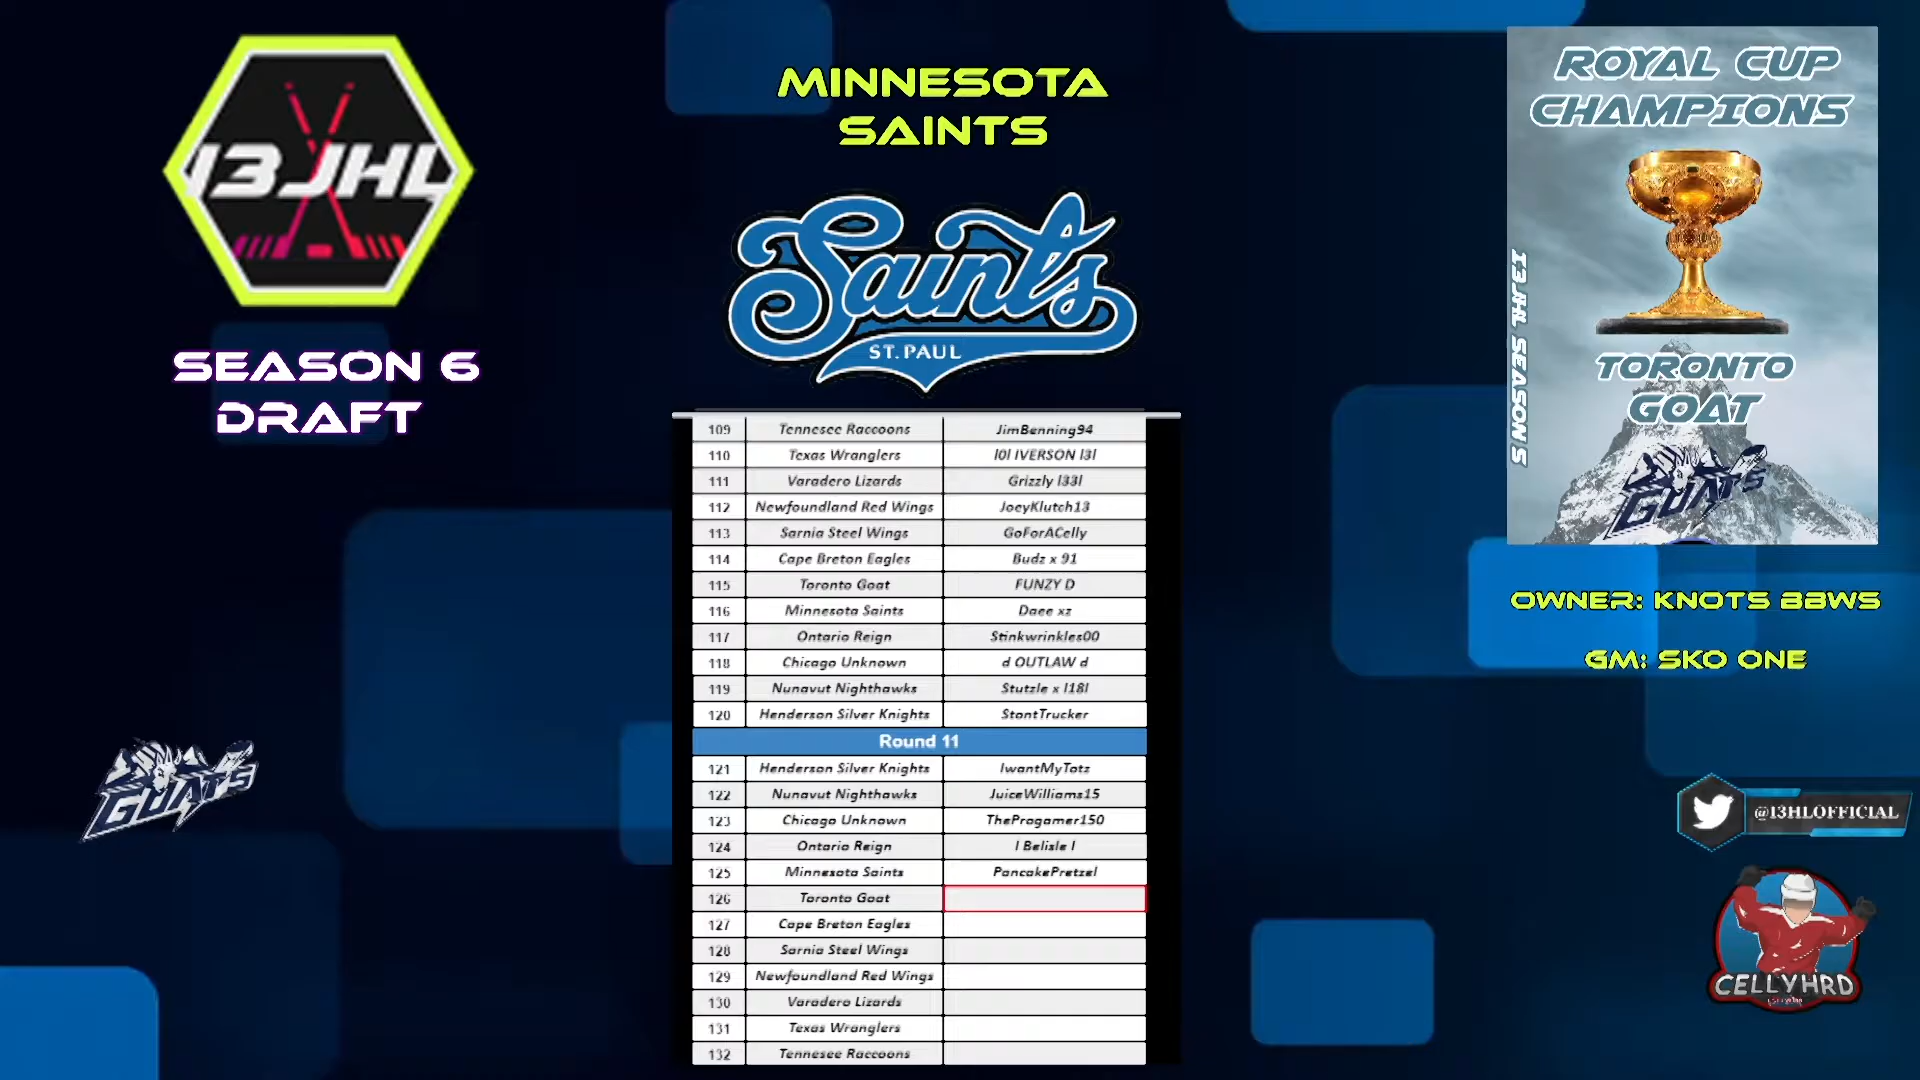 I3JHL
SEASON 6
DRAFT
MINNESOTA
SAINTS
Saints
ST. PAUL
109 Tennesee Raccoons JimBenning94
110 Texas Wranglers l0l IVERSON l3l
111 Varadero Lizards Grizzly l33l
112 Newfoundland Red Wings JoeyKlutch13
113 Sarnia Steel Wings GoForACelly
114 Cape Breton Eagles Budz x 91
115 Toronto Goat FUNZY D
116 Minnesota Saints Daee xz
117 Ontario Reign Stinkwrinkles00
118 Chicago Unknown d OUTLAW d
119 Nunavut Nighthawks Stutzle x l18l
120 Henderson Silver Knights StontTrucker
Round 11
121 Henderson Silver Knights IwantMyTotz
122 Nunavut Nighthawks JuiceWilliams15
123 Chicago Unknown TheProgamer150
124 Ontario Reign l Belisle l
125 Minnesota Saints PancakePretzel
126 Toronto Goat
127 Cape Breton Eagles
128 Sarnia Steel Wings
129 Newfoundland Red Wings
130 Varadero Lizards
131 Texas Wranglers
132 Tennesee Raccoons
ROYAL CUP
CHAMPIONS
I3JHL SEASON 5
TORONTO
GOAT
GOATS
OWNER: KNOTS 88WS
GM: SKO ONE
GOATS
@I3HLOFFICIAL
CELLYHRD